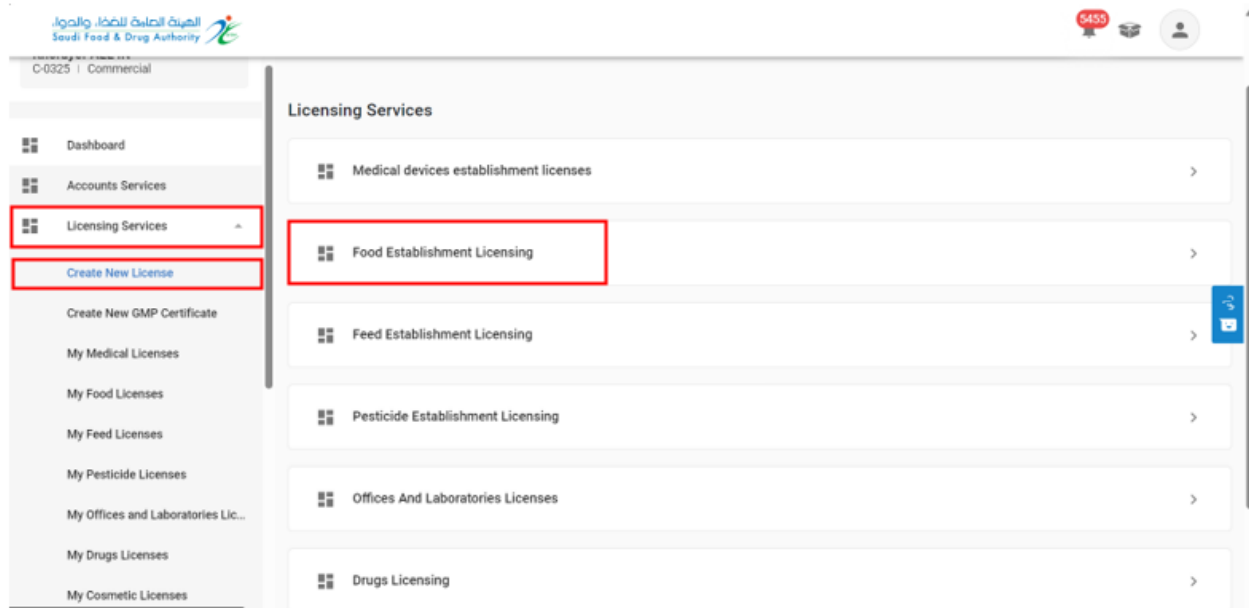 الهيئة العامة للغذاء والدواء
Saudi Food & Drug Authority
5455
C-0325 | Commercial
Dashboard
Accounts Services
Licensing Services
Create New License
Create New GMP Certificate
My Medical Licenses
My Food Licenses
My Feed Licenses
My Pesticide Licenses
My Offices and Laboratories Lic...
My Drugs Licenses
My Cosmetic Licenses
Licensing Services
Medical devices establishment licenses
Food Establishment Licensing
Feed Establishment Licensing
Pesticide Establishment Licensing
Offices And Laboratories Licenses
Drugs Licensing